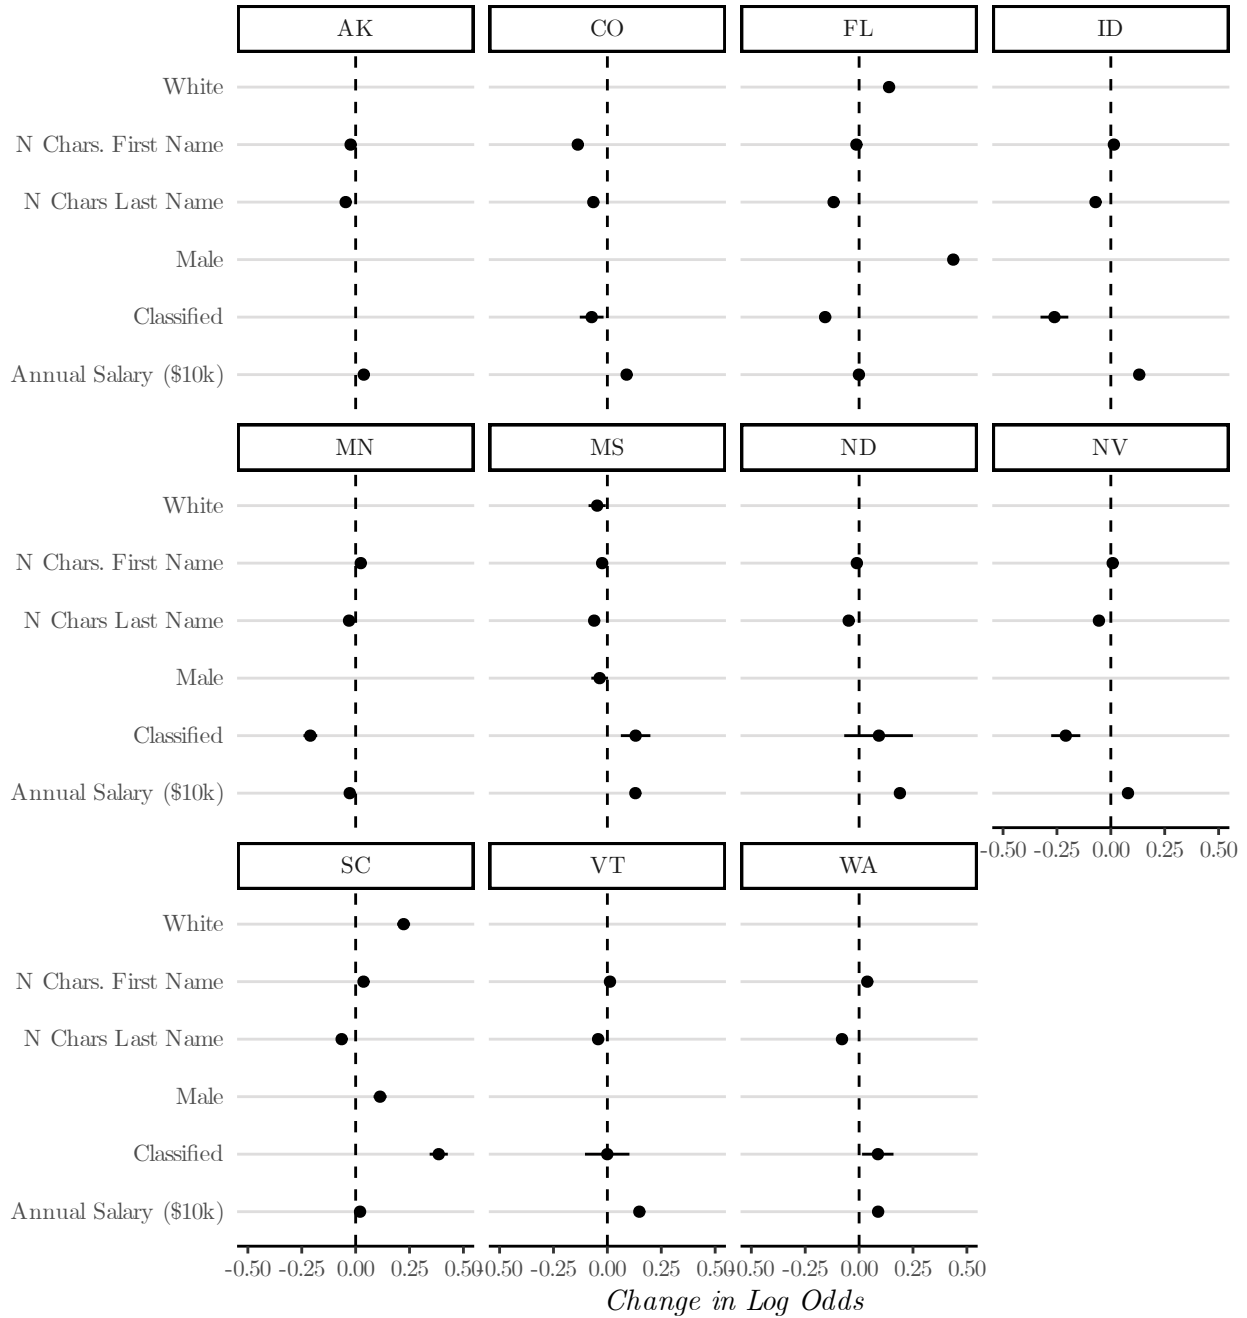 AK CO FL ID
White
N Chars. First Name
N Chars Last Name
Male
Classified
Annual Salary ($10k)
MN MS ND NV
White
N Chars. First Name
N Chars Last Name
Male
Classified
Annual Salary ($10k)
-0.50 -0.25 0.00 0.25 0.50
SC VT WA
White
N Chars. First Name
N Chars Last Name
Male
Classified
Annual Salary ($10k)
-0.50 -0.25 0.00 0.25 0.50 -0.50 -0.25 0.00 0.25 0.50 -0.50 -0.25 0.00 0.25 0.50
Change in Log Odds